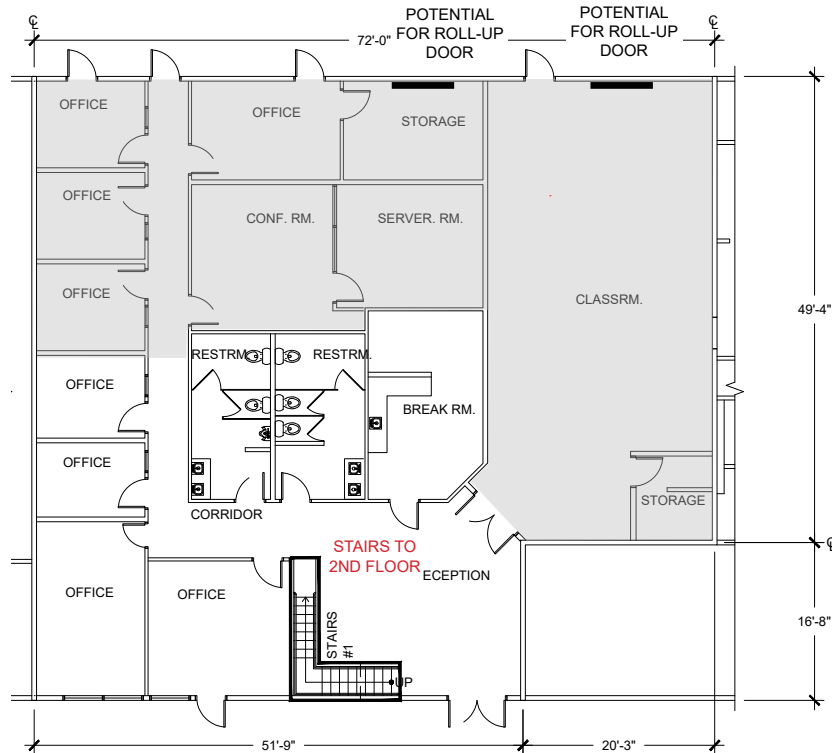 POTENTIAL
FOR ROLL-UP
DOOR
POTENTIAL
FOR ROLL-UP
DOOR
℄
72'-0"
℄
OFFICE
OFFICE
STORAGE
OFFICE
CONF. RM.
SERVER. RM.
OFFICE
CLASSRM.
49'-4"
RESTRM.
RESTRM.
OFFICE
BREAK RM.
OFFICE
STORAGE
CORRIDOR
STAIRS TO
2ND FLOOR
ECEPTION
℄
OFFICE
OFFICE
STAIRS
#1
16'-8"
UP
51'-9"
20'-3"